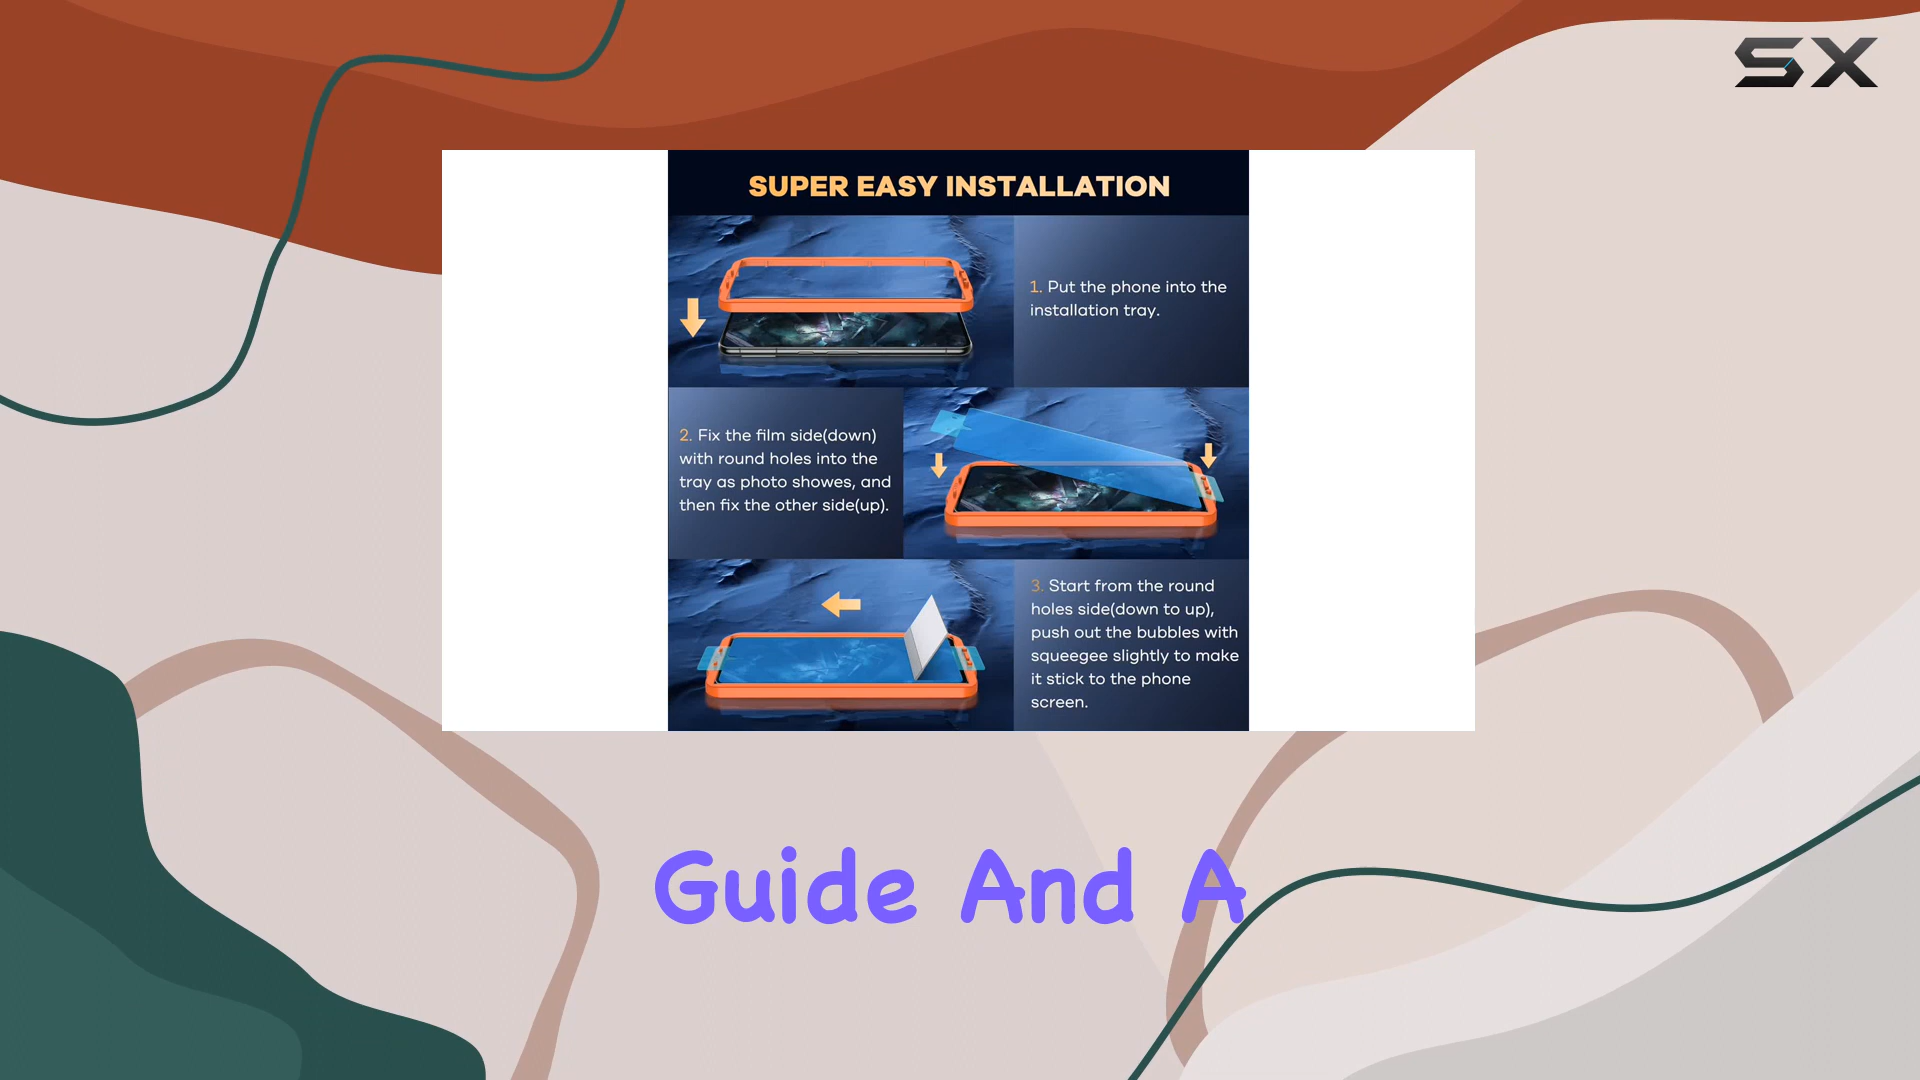 SX
SUPER EASY INSTALLATION
1. Put the phone into the
installation tray.
2. Fix the film side(down)
with round holes into the
tray as photo showes, and
then fix the other side(up).
3. Start from the round
holes side(down to up),
push out the bubbles with
squeegee slightly to make
it stick to the phone
screen.
Guide And A